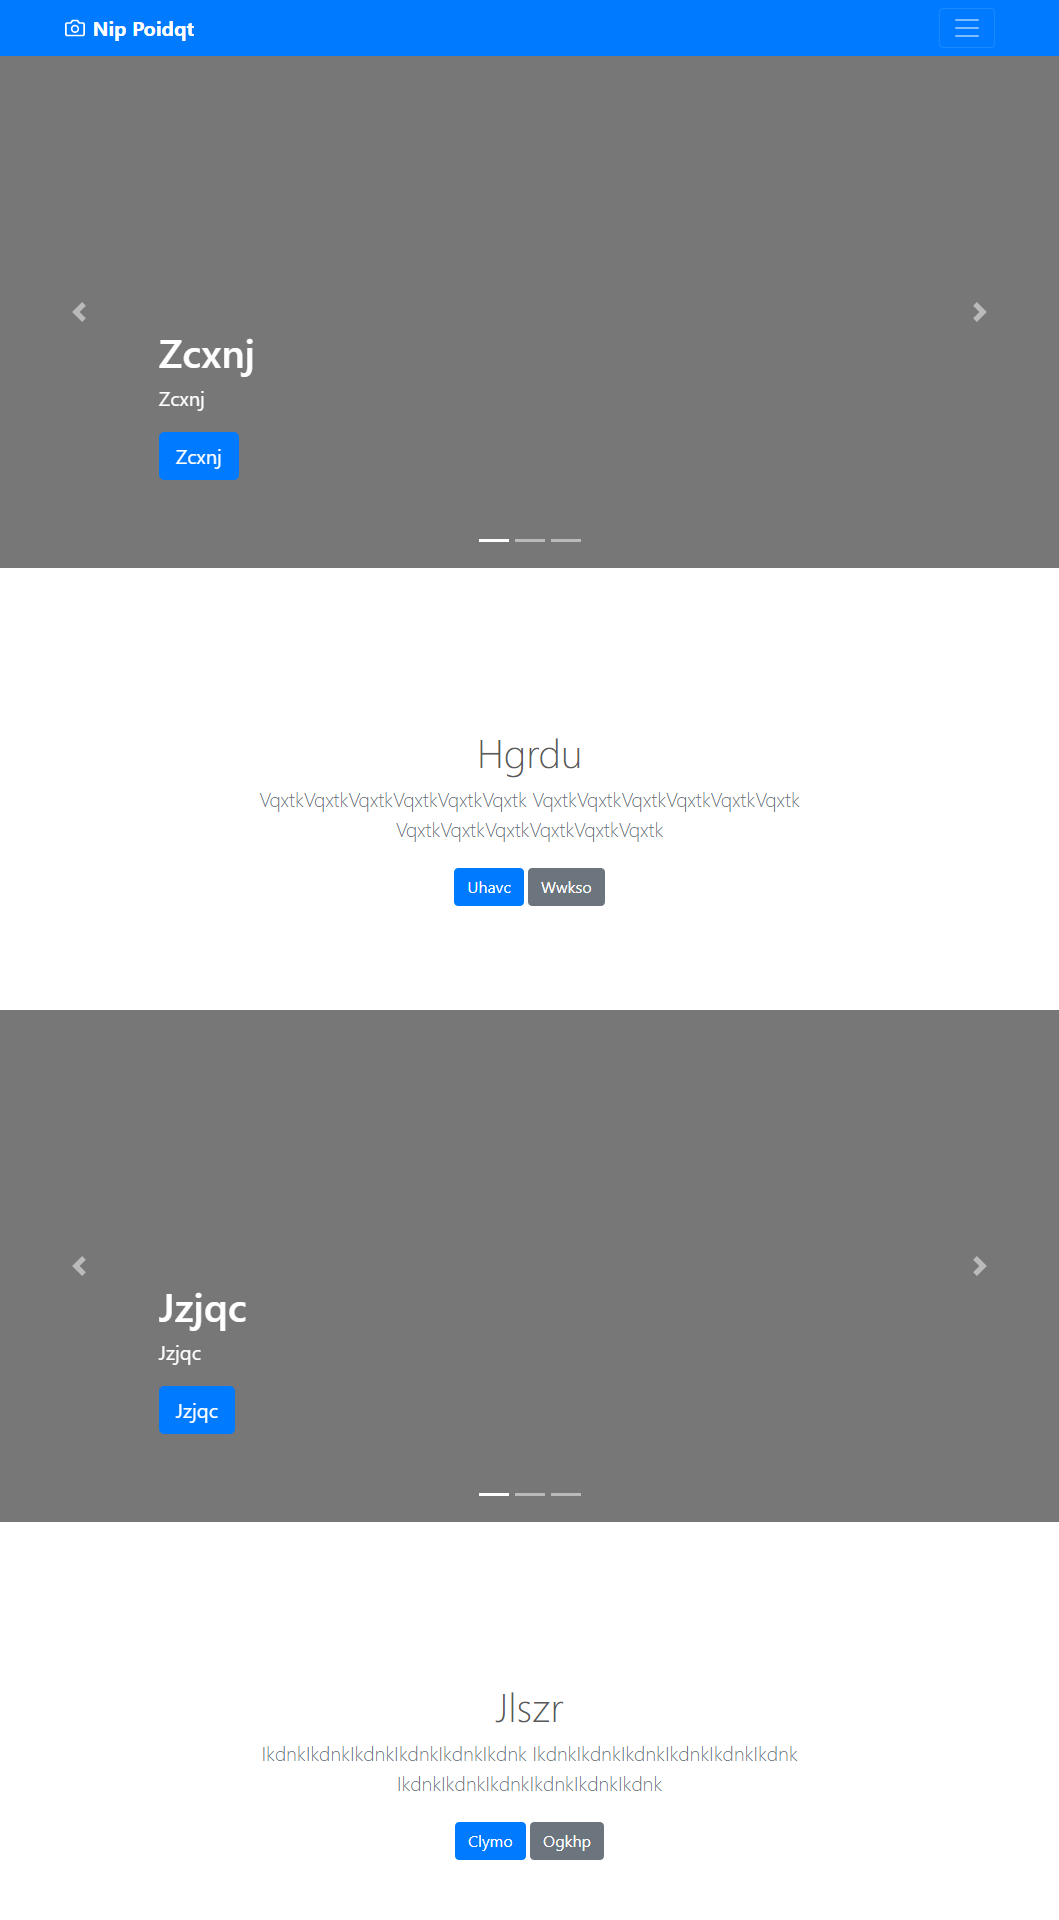 Nip Poidqt
Zcxnj
Zcxnj
Zcxnj
Hgrdu
VqxtkVqxtkVqxtkVqxtkVqxtkVqxtk VqxtkVqxtkVqxtkVqxtkVqxtkVqxtk
VqxtkVqxtkVqxtkVqxtkVqxtkVqxtk
Uhavc Wwkso
Jzjqc
Jzjqc
Jzjqc
Jlszr
IkdnkIkdnkIkdnkIkdnkIkdnkIkdnk IkdnkIkdnkIkdnkIkdnkIkdnkIkdnk
IkdnkIkdnkIkdnkIkdnkIkdnkIkdnk
Clymo Ogkhp